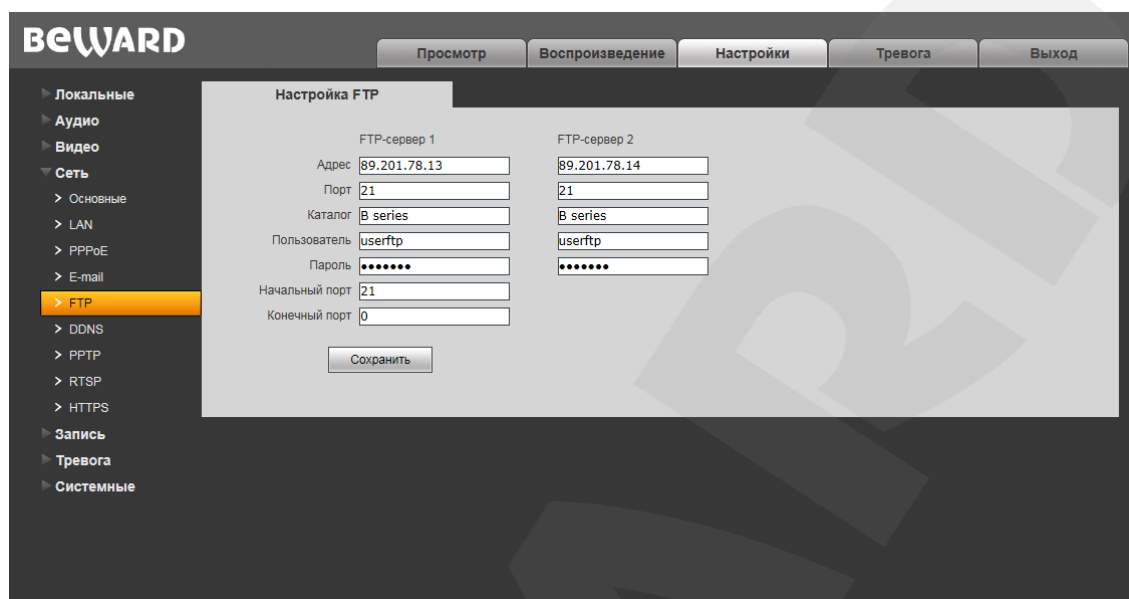 BEWARD
Просмотр Воспроизведение Настройки Тревога Выход
Локальные
Аудио
Видео
Сеть
> Основные
> LAN
> PPPoE
> E-mail
> FTP
> DDNS
> PPTP
> RTSP
> HTTPS
Запись
Тревога
Системные
Настройка FTP
FTP-сервер 1 FTP-сервер 2
Адрес 89.201.78.13 89.201.78.14
Порт 21 21
Каталог B series B series
Пользователь userftp userftp
Пароль ••••••• •••••••
Начальный порт 21
Конечный порт 0
Сохранить